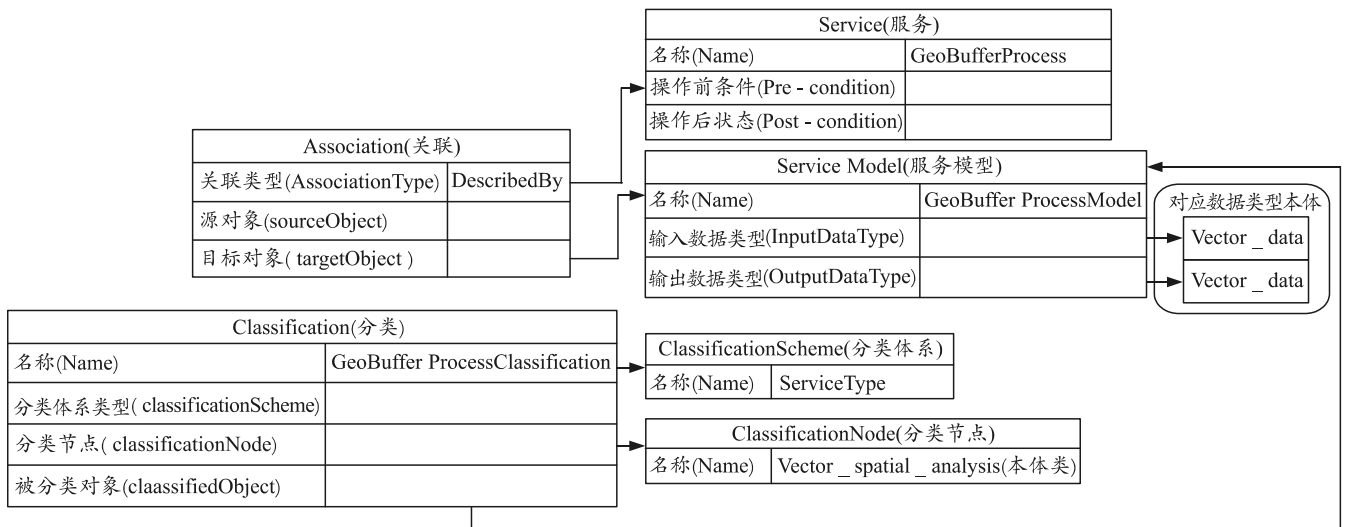 Service(服务)
名称(Name) GeoBufferProcess
操作前条件(Pre - condition)
操作后状态(Post - condition)
Association(关联)
关联类型(AssociationType) DescribedBy
源对象(sourceObject)
目标对象( targetObject )
Service Model(服务模型)
名称(Name) GeoBuffer ProcessModel
输入数据类型(InputDataType)
输出数据类型(OutputDataType)
对应数据类型本体
Vector _ data
Vector _ data
Classification(分类)
名称(Name) GeoBuffer ProcessClassification
分类体系类型( classificationScheme)
分类节点( classificationNode)
被分类对象(claassifiedObject)
ClassificationScheme(分类体系)
名称(Name) ServiceType
ClassificationNode(分类节点)
名称(Name) Vector _ spatial _ analysis(本体类)